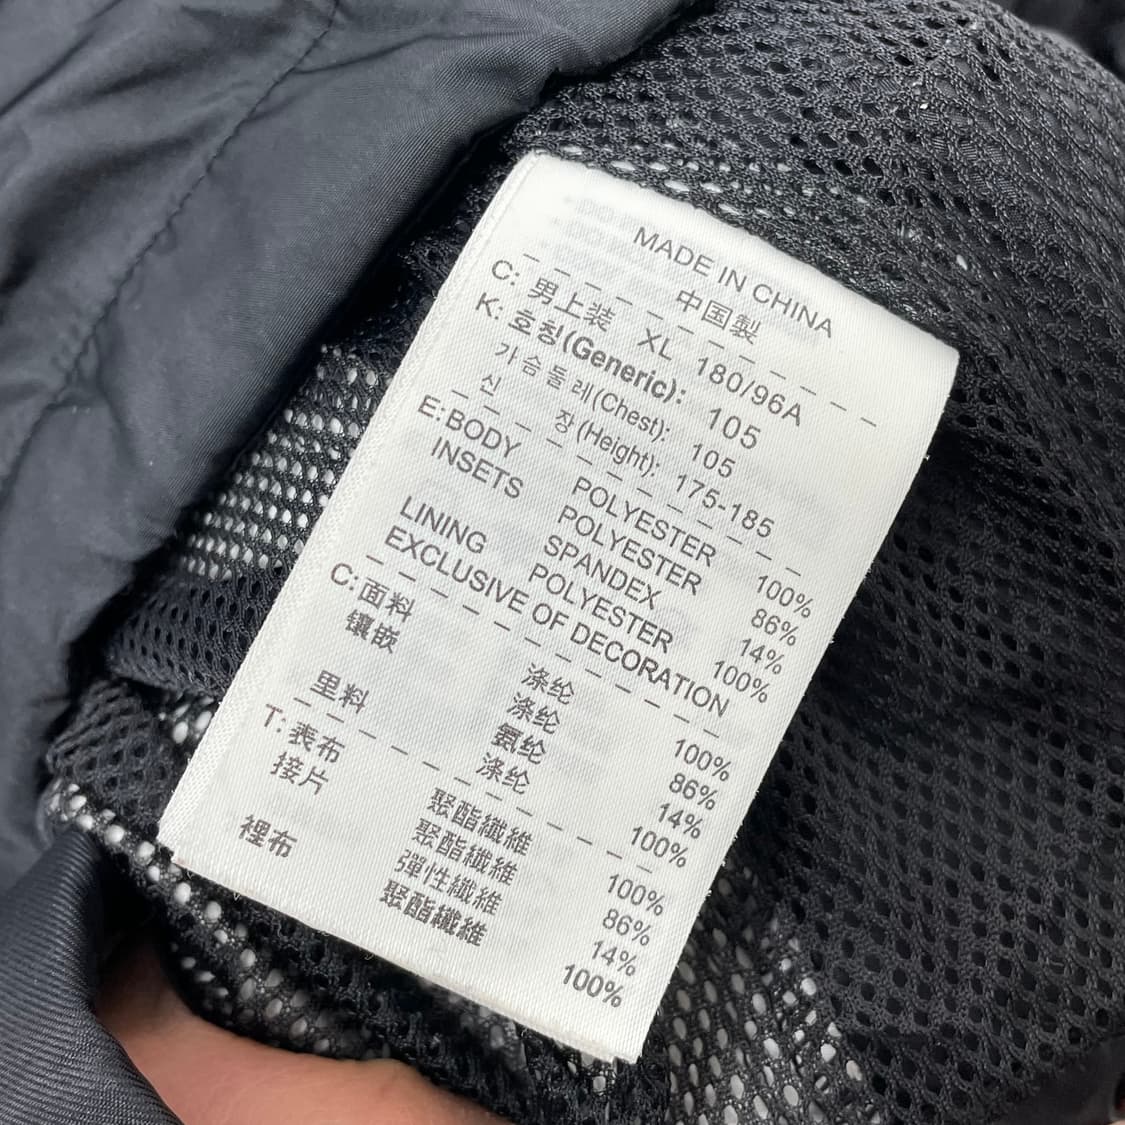 MADE IN CHINA
中国製
C: 男上装 XL 180/96A
K: 호칭(Generic): 105
가슴둘레(Chest): 105
신 장(Height): 175-185
E:BODY POLYESTER 100%
INSETS POLYESTER 86%
SPANDEX 14%
LINING POLYESTER 100%
EXCLUSIVE OF DECORATION
C:面料 涤纶 100%
镶嵌 涤纶 86%
氨纶 14%
里料 涤纶 100%
T: 表布 聚酯纖維 100%
接片 聚酯纖維 86%
彈性纖維 14%
裡布 聚酯纖維 100%